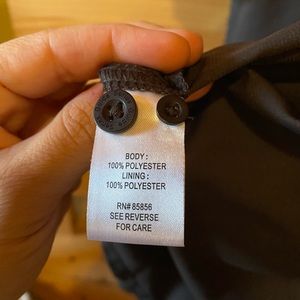 BODY :
100% POLYESTER
LINING :
100% POLYESTER
RN# 85856
SEE REVERSE
FOR CARE